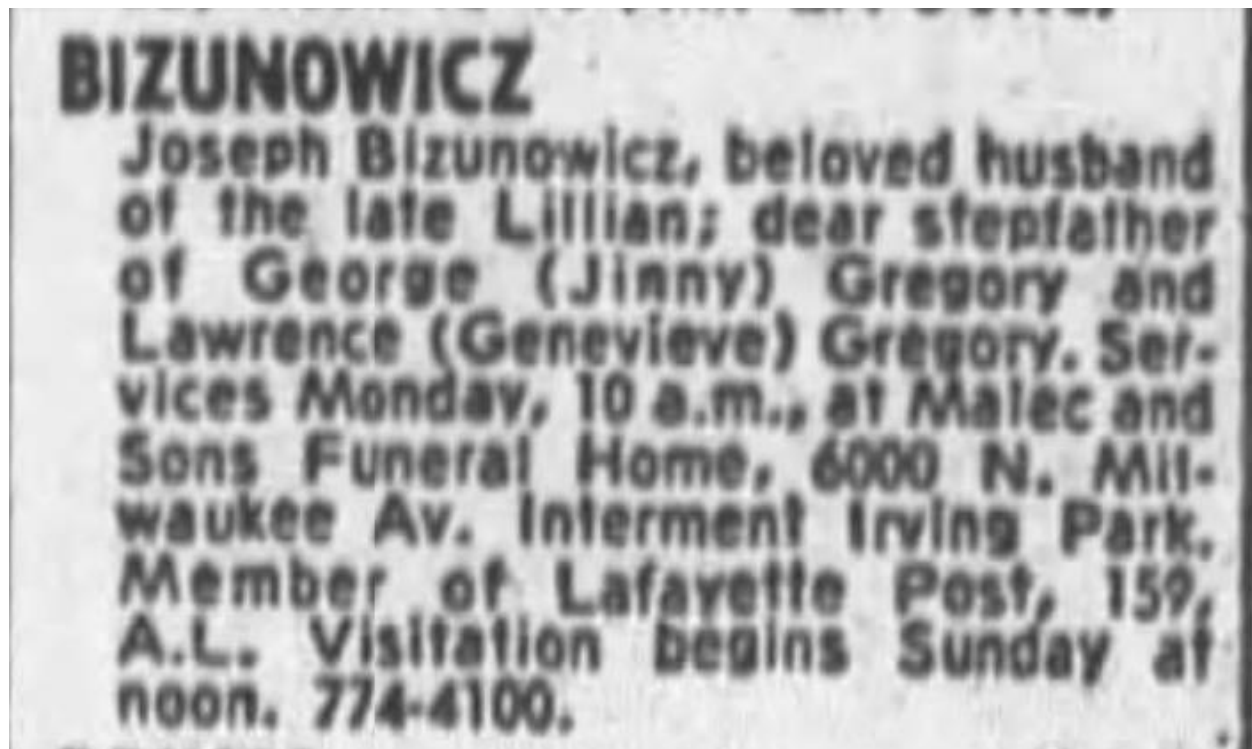 BIZUNOWICZ
Joseph Bizunowicz, beloved husband
of the late Lillian; dear stepfather
of George (Jinny) Gregory and
Lawrence (Genevieve) Gregory. Ser-
vices Monday, 10 a.m., at Malec and
Sons Funeral Home, 6000 N. Mil-
waukee Av. Interment Irving Park.
Member of Lafayette Post, 159,
A.L. Visitation begins Sunday at
noon. 774-4100.